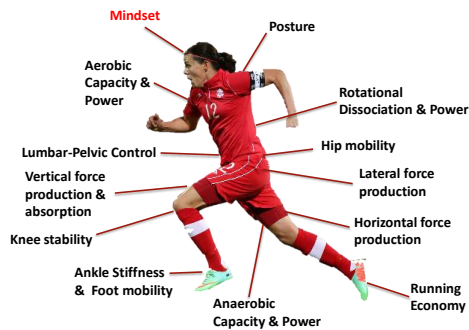 Mindset
Posture
Aerobic
Capacity &
Power
Rotational
Dissociation & Power
Lumbar-Pelvic Control
Hip mobility
Vertical force
production &
absorption
Lateral force
production
Knee stability
Horizontal force
production
Ankle Stiffness
& Foot mobility
Anaerobic
Capacity & Power
Running
Economy
12